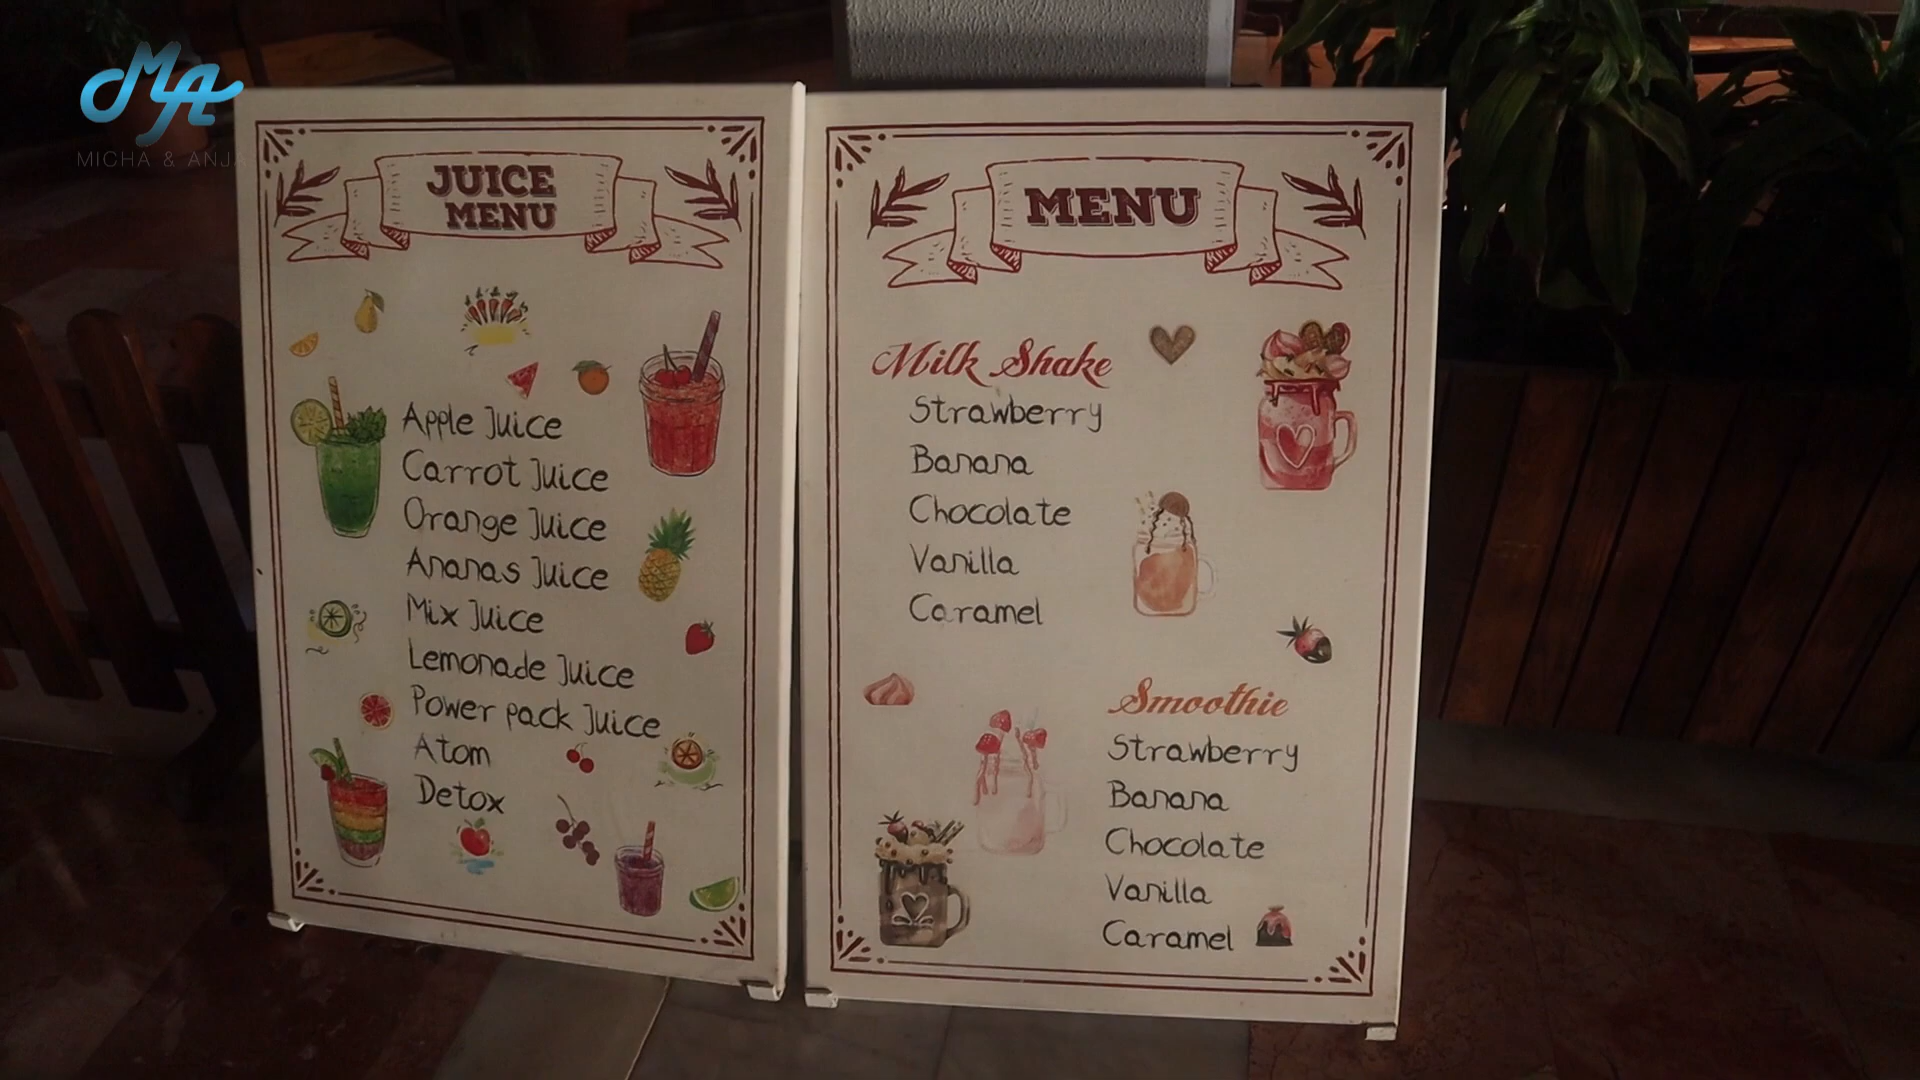 MA
MICHA & ANJA
JUICE
MENU
Apple Juice
Carrot Juice
Orange Juice
Ananas Juice
Mix Juice
Lemonade Juice
Power pack Juice
Atom
Detox
MENU
Milk Shake
Strawberry
Banana
Chocolate
Vanilla
Caramel
Smoothie
Strawberry
Banana
Chocolate
Vanilla
Caramel